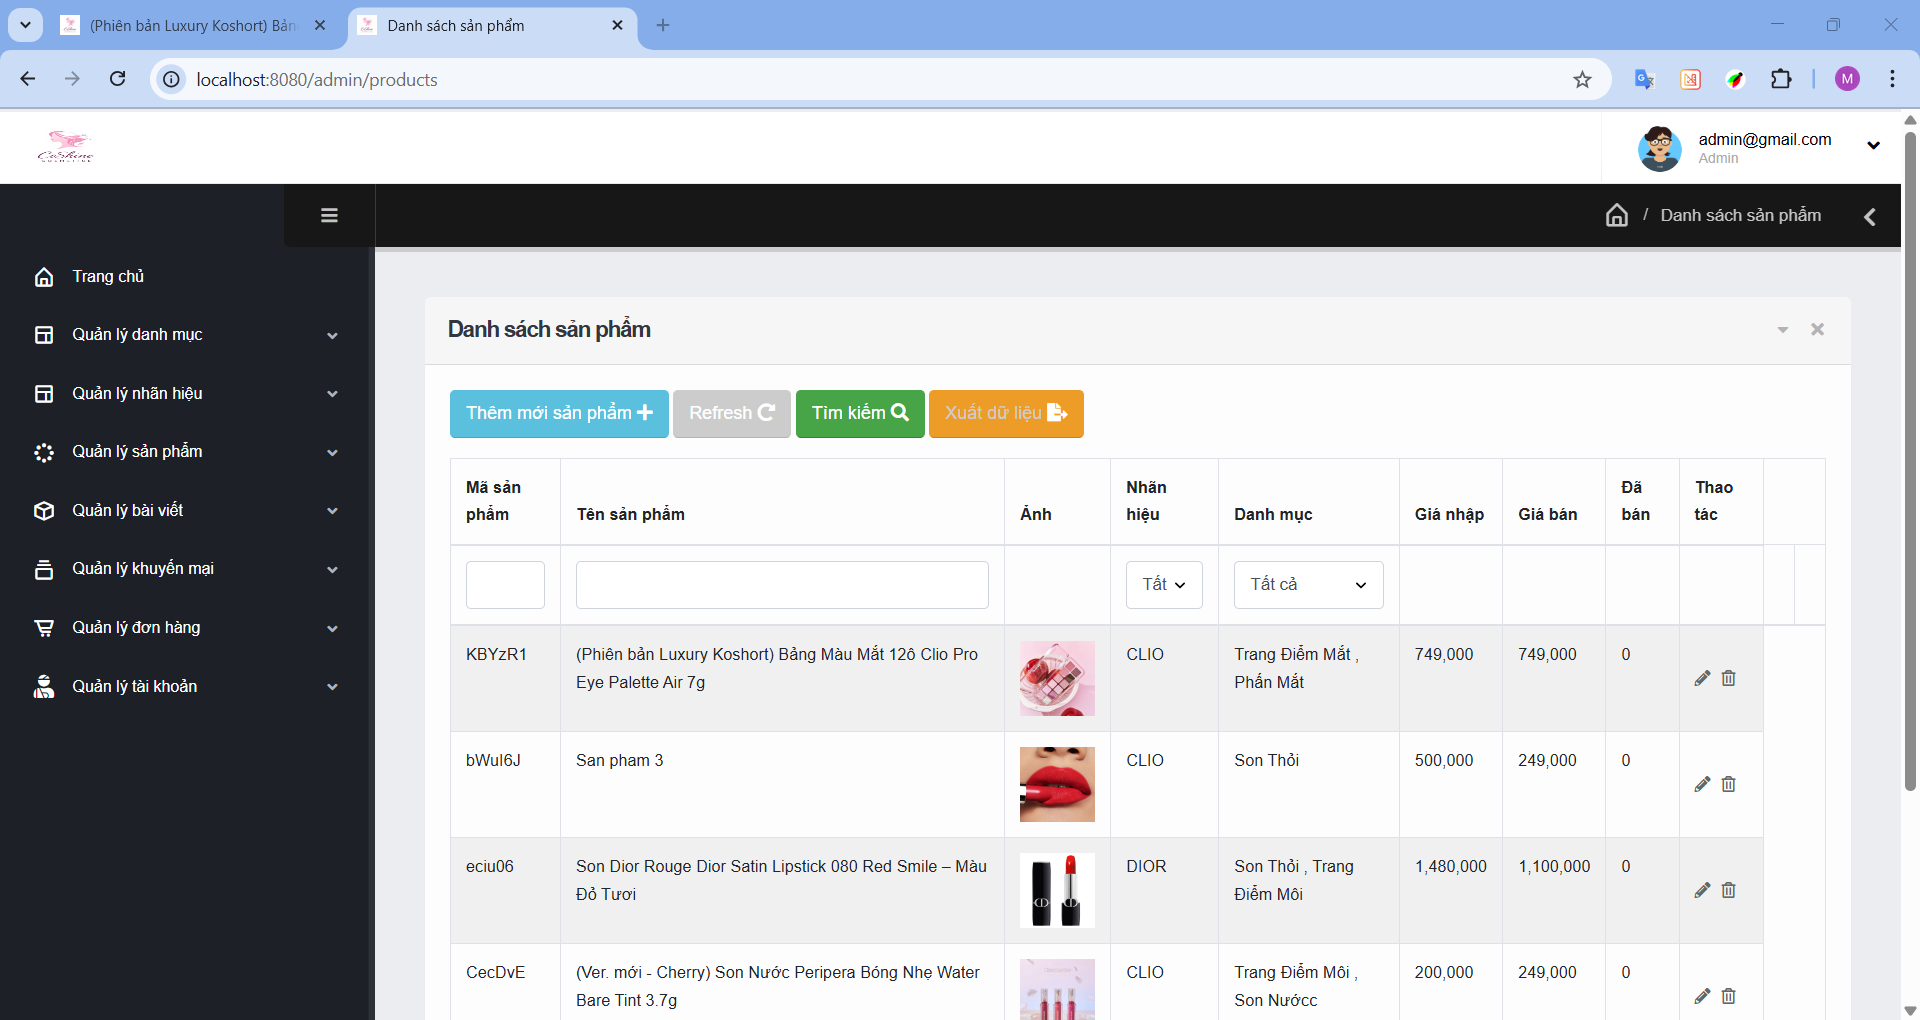 (Phiên bản Luxury Koshort) Bản
Danh sách sản phẩm
localhost:8080/admin/products
M
CoShine
admin@gmail.com
Admin
/ Danh sách sản phẩm
Trang chủ
Quản lý danh mục
Quản lý nhãn hiệu
Quản lý sản phẩm
Quản lý bài viết
Quản lý khuyến mại
Quản lý đơn hàng
Quản lý tài khoản
Danh sách sản phẩm
Thêm mới sản phẩm Refresh Tìm kiếm Xuất dữ liệu
Mã sản phẩm Tên sản phẩm Ảnh Nhãn hiệu Danh mục Giá nhập Giá bán Đã bán Thao tác
Tất Tất cả
KBYzR1 (Phiên bản Luxury Koshort) Bảng Màu Mắt 12ô Clio Pro CLIO Trang Điểm Mắt , 749,000 749,000 0
Eye Palette Air 7g Phấn Mắt
bWuI6J San pham 3 CLIO Son Thỏi 500,000 249,000 0
eciu06 Son Dior Rouge Dior Satin Lipstick 080 Red Smile – Màu DIOR Son Thỏi , Trang 1,480,000 1,100,000 0
Đỏ Tươi Điểm Môi
CecDvE (Ver. mới - Cherry) Son Nước Peripera Bóng Nhẹ Water CLIO Trang Điểm Môi , 200,000 249,000 0
Bare Tint 3.7g Son Nướcc